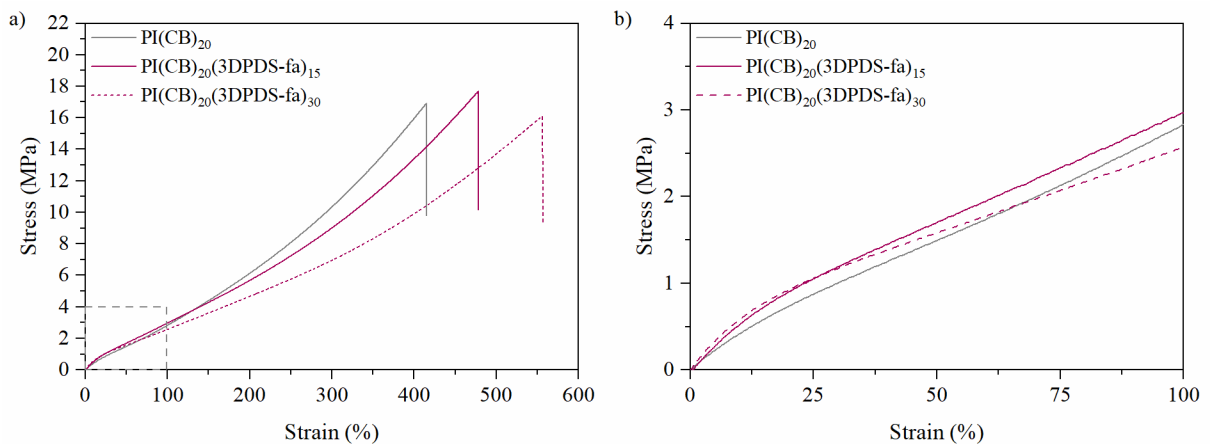 a)
Stress (MPa)
22
20
18
16
14
12
10
8
6
4
2
0
PI(CB)₂₀
PI(CB)₂₀(3DPDS-fa)₁₅
PI(CB)₂₀(3DPDS-fa)₃₀
0 100 200 300 400 500 600
Strain (%)
b)
Stress (MPa)
4
3
2
1
0
PI(CB)₂₀
PI(CB)₂₀(3DPDS-fa)₁₅
PI(CB)₂₀(3DPDS-fa)₃₀
0 25 50 75 100
Strain (%)